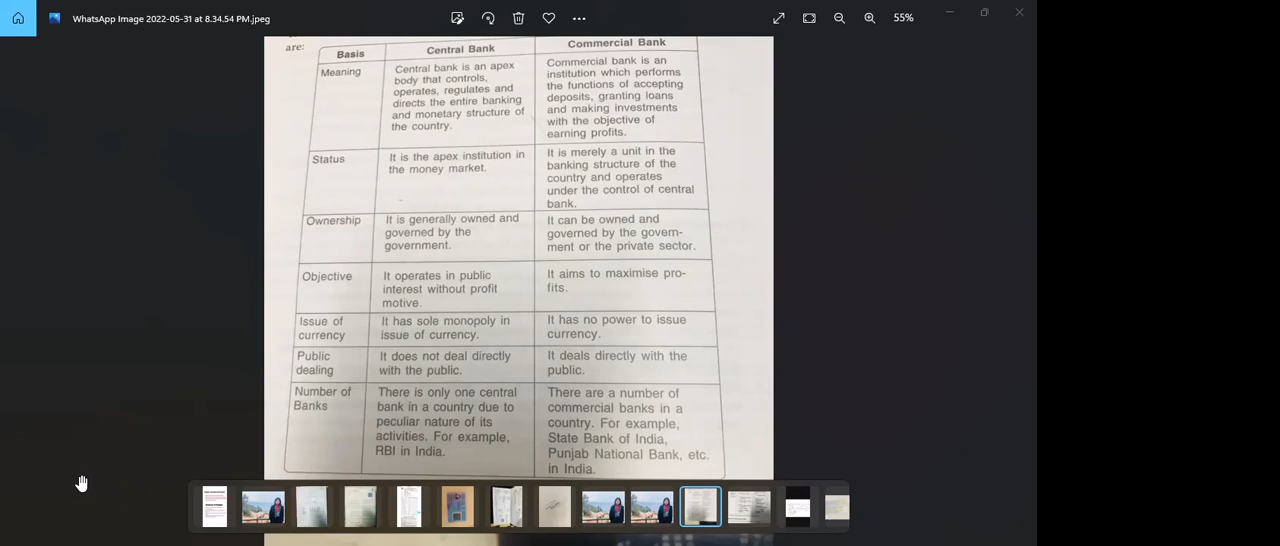 WhatsApp Image 2022-05-31 at 8.34.54 PM.jpeg
55%
are:
Basis
Central Bank
Commercial Bank
Meaning
Central bank is an apex
body that controls,
operates, regulates and
directs the entire banking
and monetary structure of
the country.
Commercial bank is an
institution which performs
the functions of accepting
deposits, granting loans
and making investments
with the objective of
earning profits.
Status
It is the apex institution in
the money market.
It is merely a unit in the
banking structure of the
country and operates
under the control of central
bank.
Ownership
It is generally owned and
governed by the
government.
It can be owned and
governed by the govern-
ment or the private sector.
Objective
It operates in public
interest without profit
motive.
It aims to maximise pro-
fits.
Issue of
currency
It has sole monopoly in
issue of currency.
It has no power to issue
currency.
Public
dealing
It does not deal directly
with the public.
It deals directly with the
public.
Number of
Banks
There is only one central
bank in a country due to
peculiar nature of its
activities. For example,
RBI in India.
There are a number of
commercial banks in a
country. For example,
State Bank of India,
Punjab National Bank, etc.
in India.